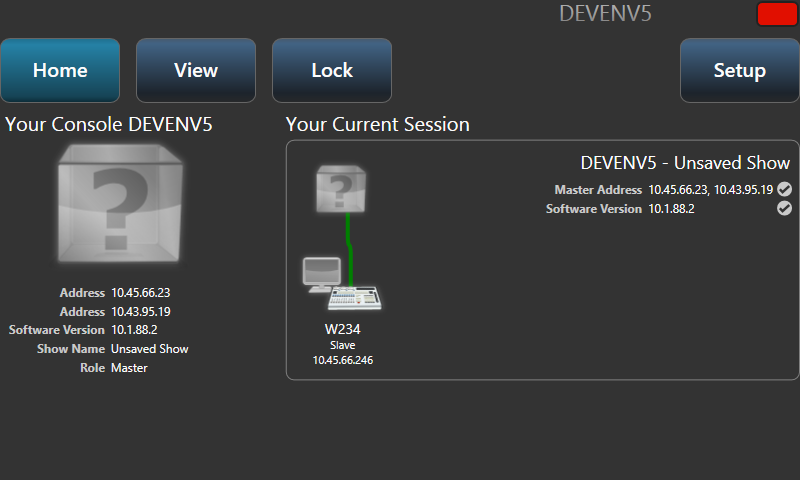 DEVENV5
Home
View
Lock
Setup
Your Console DEVENV5
?
Address 10.45.66.23
Address 10.43.95.19
Software Version 10.1.88.2
Show Name Unsaved Show
Role Master
Your Current Session
?
DEVENV5 - Unsaved Show
Master Address 10.45.66.23, 10.43.95.19
Software Version 10.1.88.2
W234
Slave
10.45.66.246